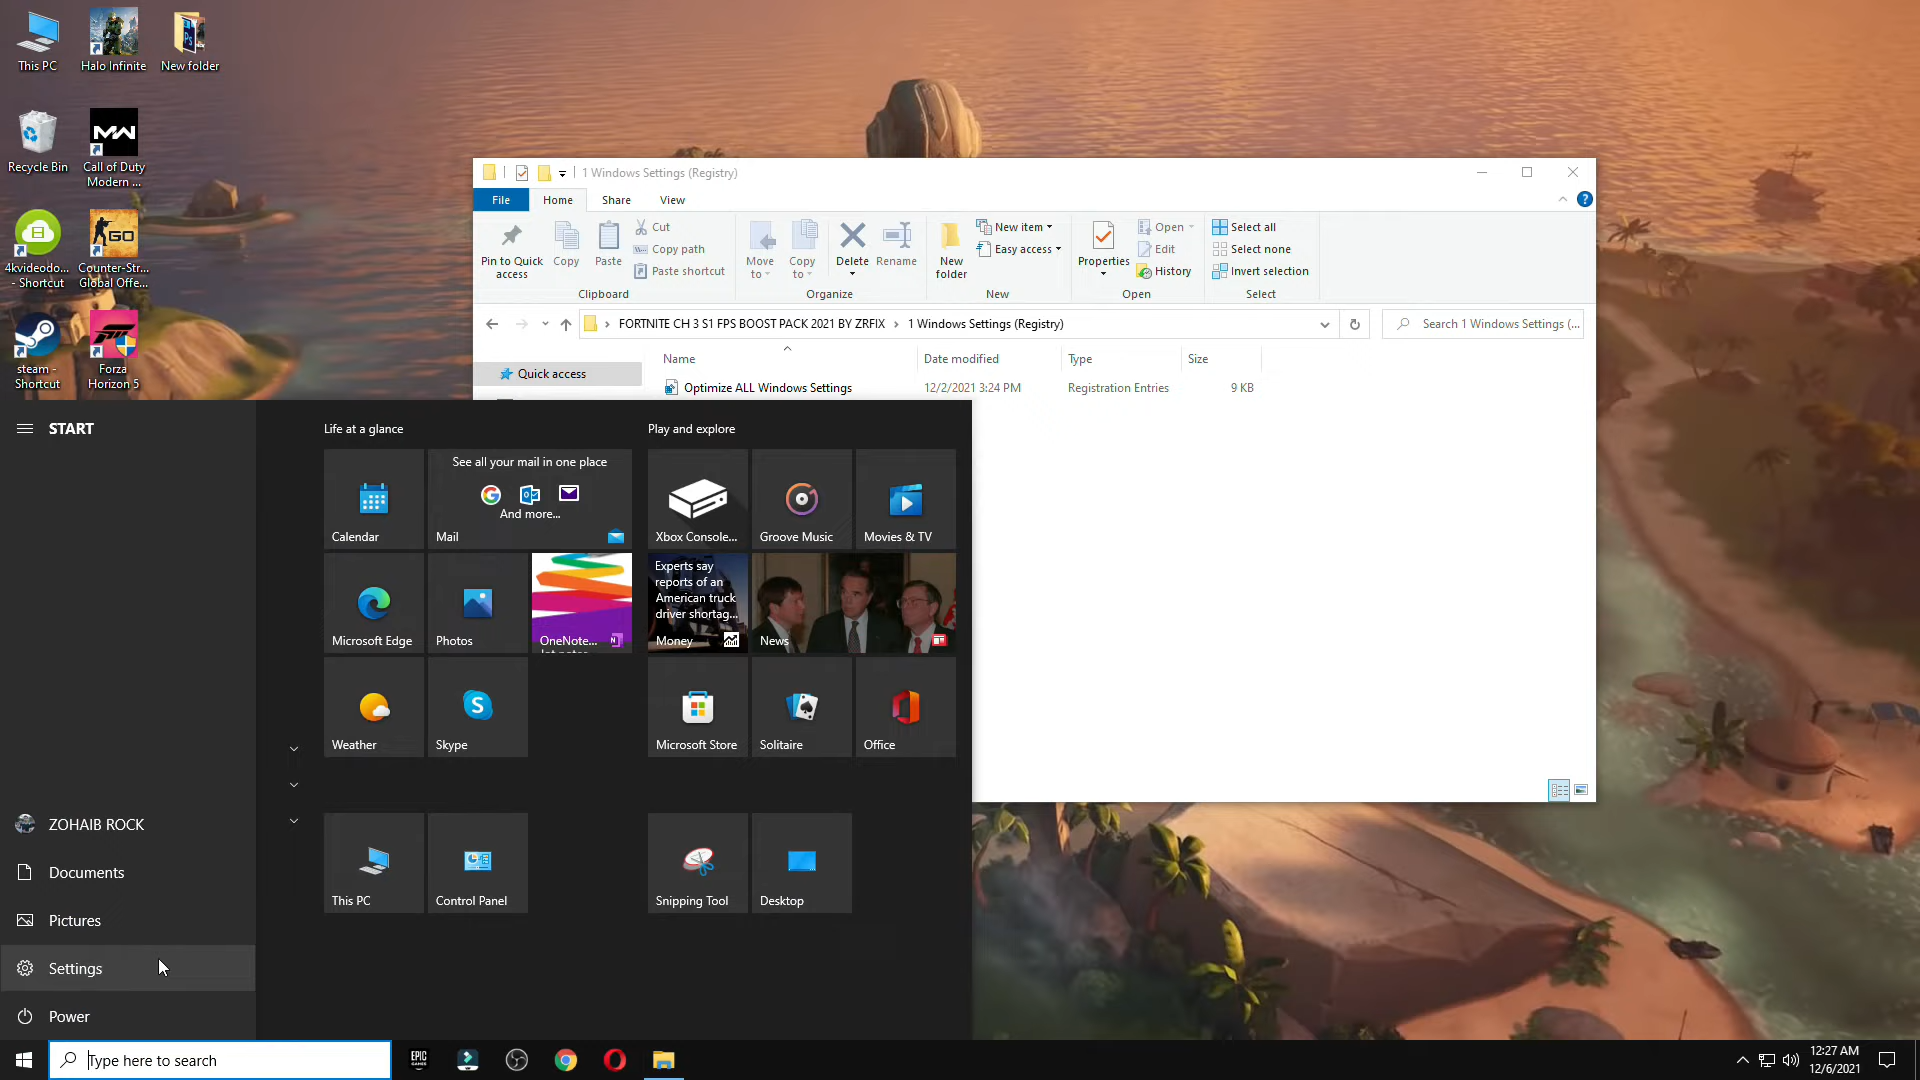 This PC
Halo Infinite
New folder
Recycle Bin
Call of Duty
Modern ...
4kvideodo...
- Shortcut
Counter-Str...
Global Offe...
steam -
Shortcut
Forza
Horizon 5
1 Windows Settings (Registry)
File
Home
Share
View
Pin to Quick
access
Copy
Paste
Cut
Copy path
Paste shortcut
Clipboard
Move
to
Copy
to
Delete
Rename
Organize
New
folder
New item
Easy access
New
Properties
Open
Edit
History
Open
Select all
Select none
Invert selection
Select
FORTNITE CH 3 S1 FPS BOOST PACK 2021 BY ZRFIX
1 Windows Settings (Registry)
Search 1 Windows Settings (...
Quick access
Name
Date modified
Type
Size
Optimize ALL Windows Settings
12/2/2021 3:24 PM
Registration Entries
9 KB
START
ZOHAIB ROCK
Documents
Pictures
Settings
Power
Life at a glance
Calendar
See all your mail in one place
And more...
Mail
Microsoft Edge
Photos
OneNote...
Weather
Skype
This PC
Control Panel
Play and explore
Xbox Console...
Groove Music
Movies & TV
Experts say
reports of an
American truck
driver shortag...
Money
News
Microsoft Store
Solitaire
Office
Snipping Tool
Desktop
Type here to search
EPIC
GAMES
12:27 AM
12/6/2021